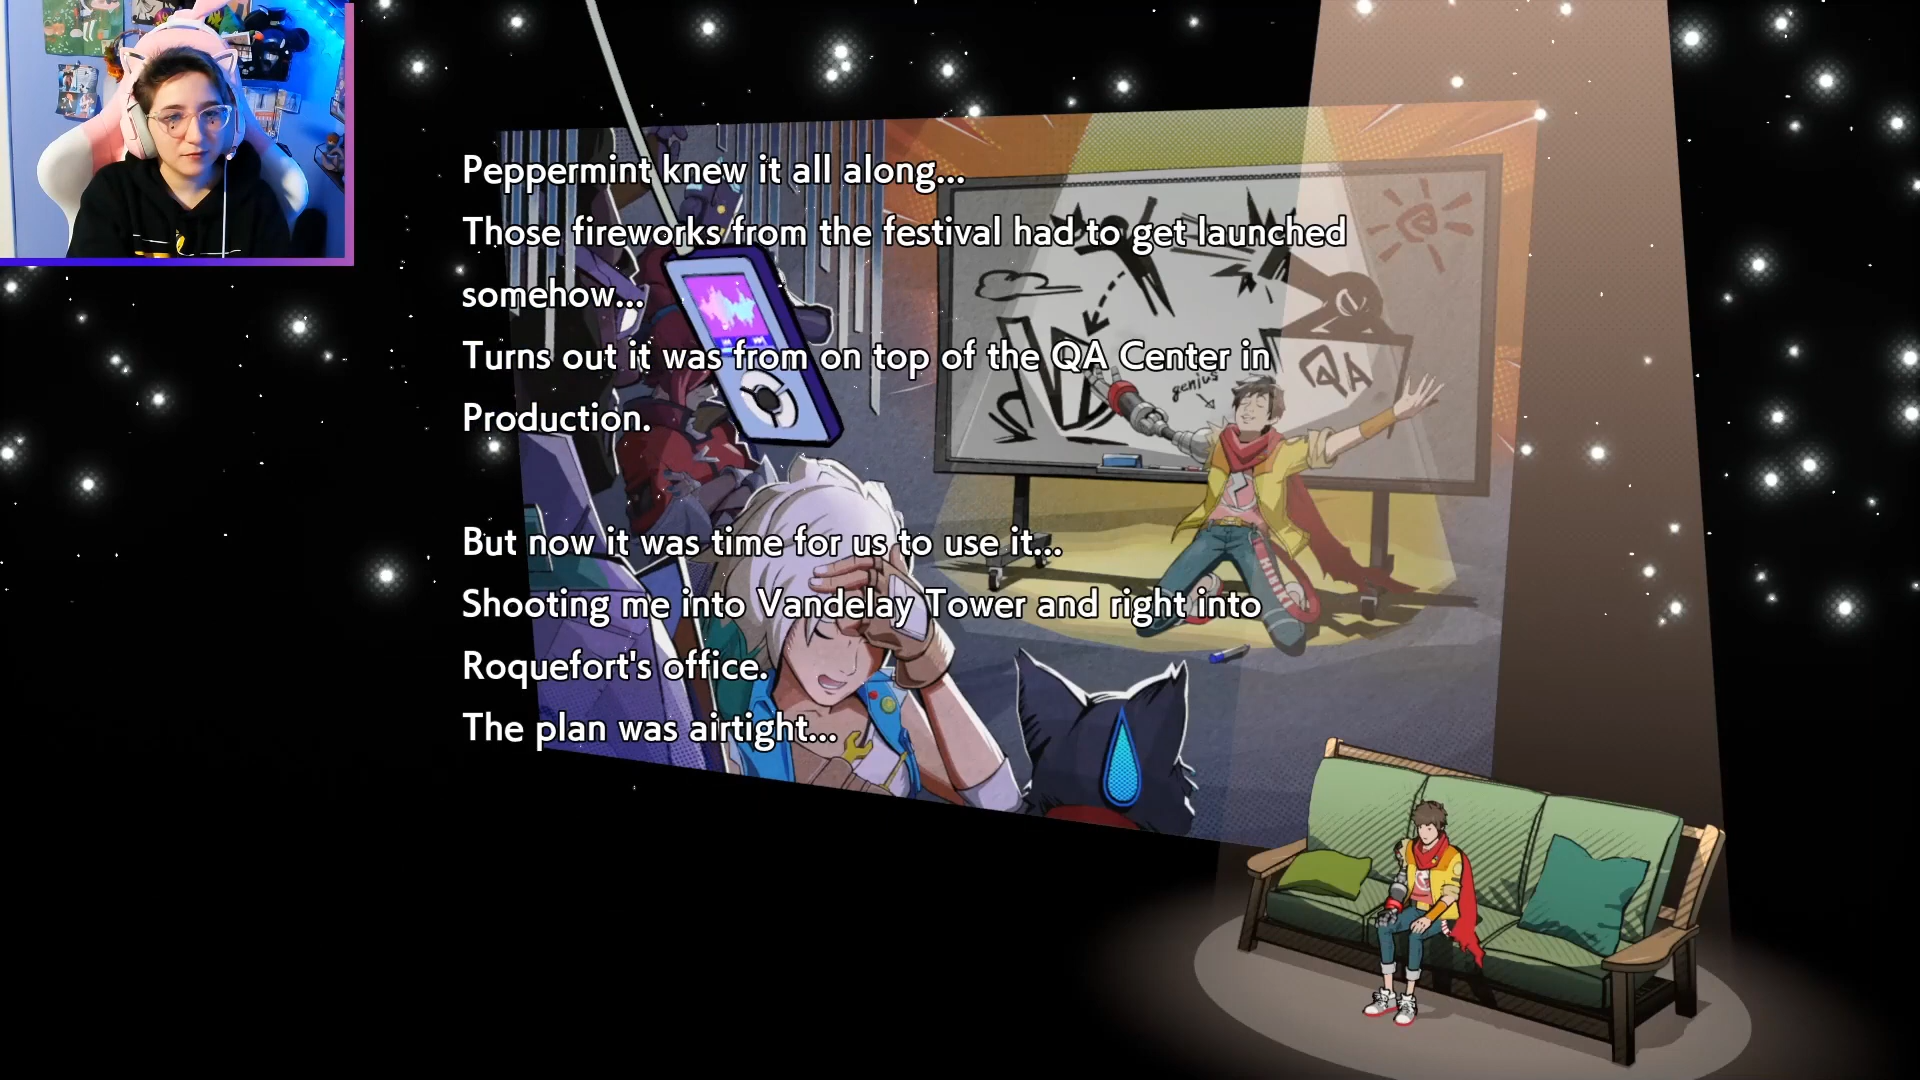 Peppermint knew it all along...
Those fireworks from the festival had to get launched
somehow...
Turns out it was from on top of the QA Center in
Production.
genius
QA
But now it was time for us to use it...
Shooting me into Vandelay Tower and right into
Roquefort's office.
The plan was airtight...